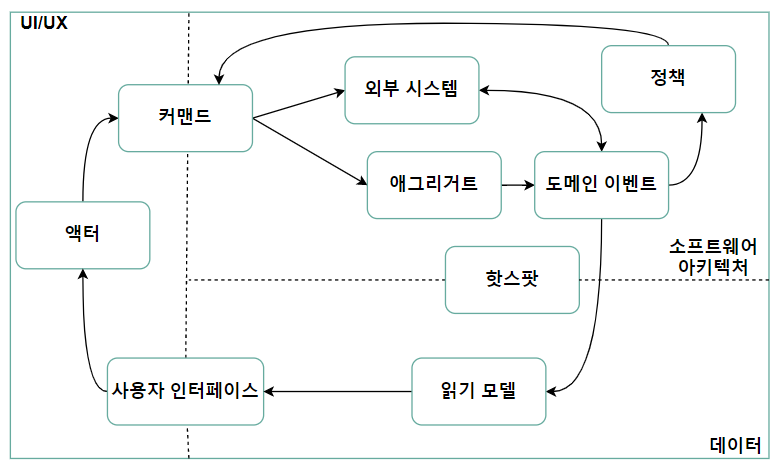 UI/UX
정책
외부 시스템
커맨드
애그리거트
도메인 이벤트
액터
소프트웨어
아키텍처
핫스팟
사용자 인터페이스
읽기 모델
데이터